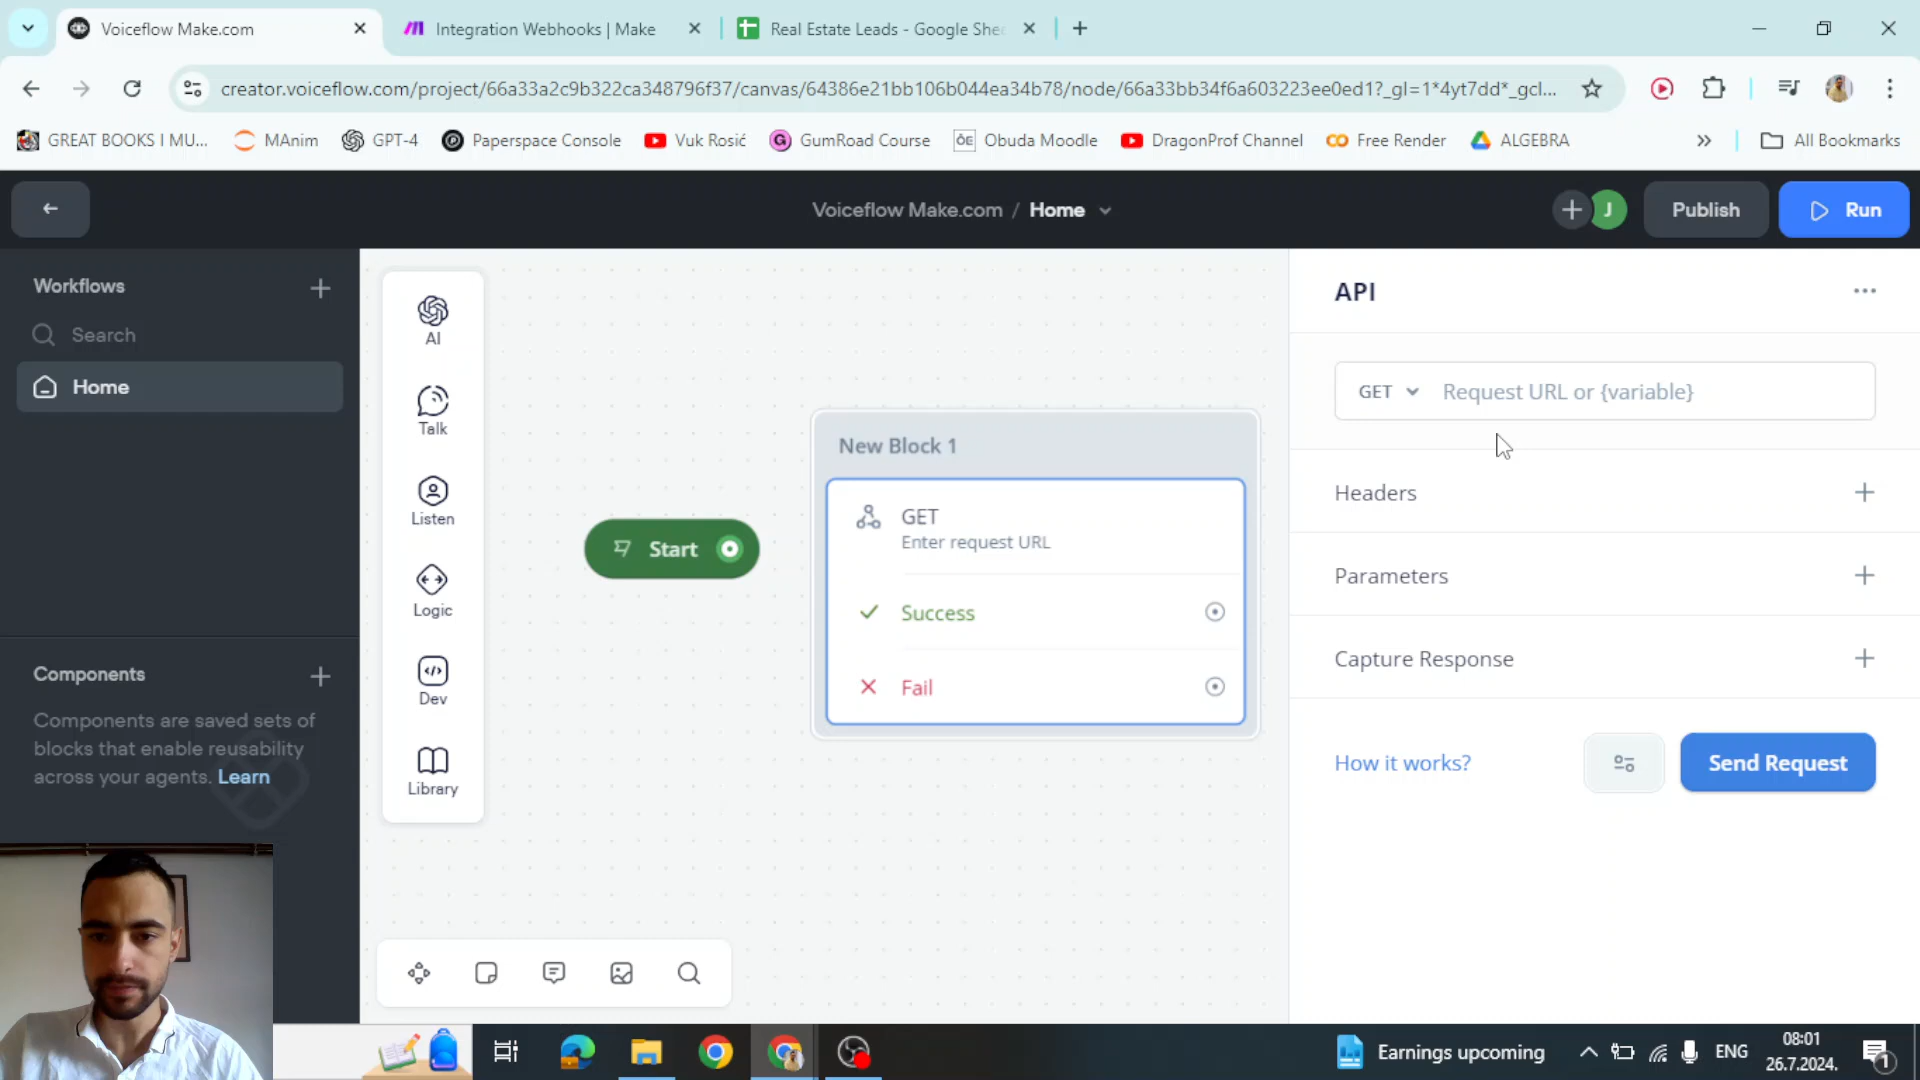 Voiceflow Make.com
Integration Webhooks | Make
Real Estate Leads - Google She
creator.voiceflow.com/project/66a33a2c9b322ca348796f37/canvas/64386e21bb106b044ea34b78/node/66a33bb34f6a603223ee0ed1?_gl=1*4yt7dd*_gcl...
GREAT BOOKS I MU...
MAnim
GPT-4
Paperspace Console
Vuk Rosić
GumRoad Course
Obuda Moodle
DragonProf Channel
Free Render
ALGEBRA
All Bookmarks
Voiceflow Make.com / Home
J
Publish
Run
Workflows
Search
Home
Components
Components are saved sets of
blocks that enable reusability
across your agents. Learn
AI
Talk
Listen
Logic
Dev
Library
Start
New Block 1
GET
Enter request URL
Success
Fail
API
GET
Request URL or {variable}
Headers
Parameters
Capture Response
How it works?
Send Request
Earnings upcoming
ENG
08:01
26.7.2024.
1